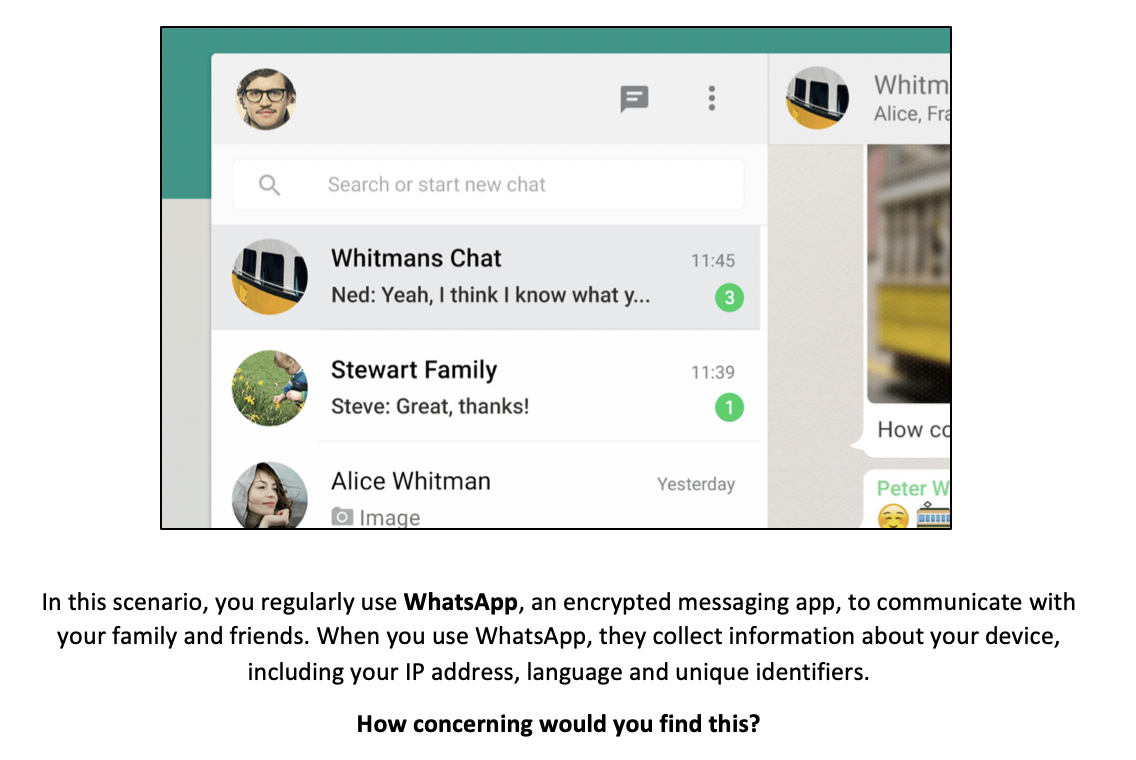 Whitm
Alice, Fra
Search or start new chat
Whitmans Chat
11:45
Ned: Yeah, I think I know what y...
3
Stewart Family
11:39
Steve: Great, thanks!
1
Alice Whitman
Yesterday
Image
How co
Peter W
In this scenario, you regularly use WhatsApp, an encrypted messaging app, to communicate with
your family and friends. When you use WhatsApp, they collect information about your device,
including your IP address, language and unique identifiers.
How concerning would you find this?